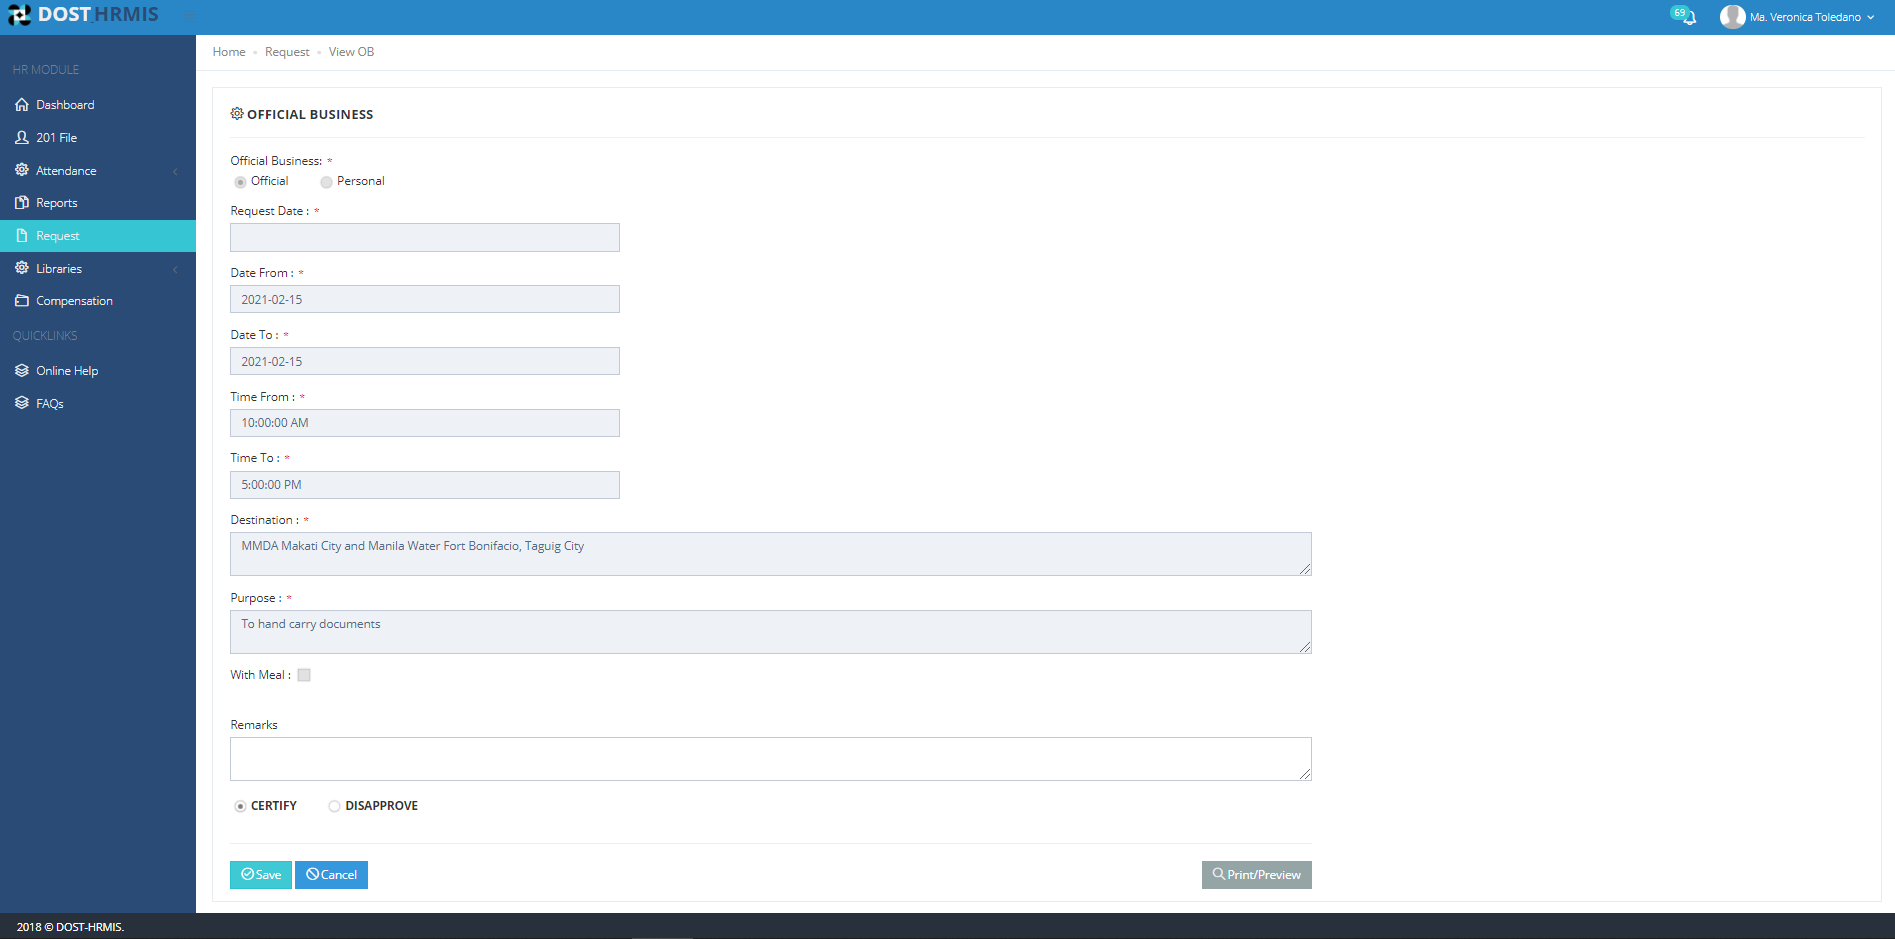 DOST_HRMIS
69
Ma. Veronica Toledano
HR MODULE
Dashboard
201 File
Attendance
Reports
Request
Libraries
Compensation
QUICKLINKS
Online Help
FAQs
Home • Request • View OB
OFFICIAL BUSINESS
Official Business: *
Official Personal
Request Date : *
Date From : *
2021-02-15
Date To : *
2021-02-15
Time From : *
10:00:00 AM
Time To : *
5:00:00 PM
Destination : *
MMDA Makati City and Manila Water Fort Bonifacio, Taguig City
Purpose : *
To hand carry documents
With Meal :
Remarks
CERTIFY DISAPPROVE
Save Cancel Print/Preview
2018 © DOST-HRMIS.